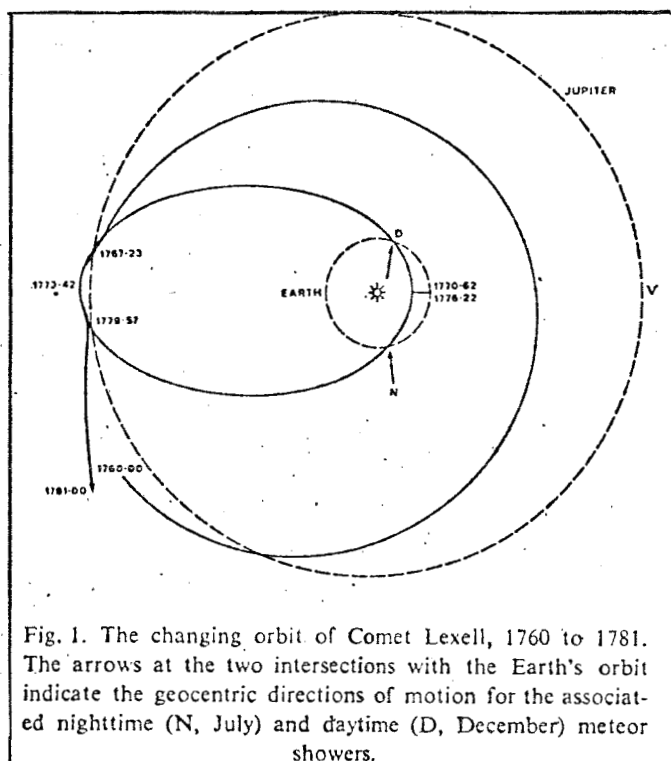 JUPITER
D
1767·23
1773·42
EARTH
1770·62
1776·22
V
1779·57
N
1760·00
1781·00
Fig. 1. The changing orbit of Comet Lexell, 1760 to 1781.
The arrows at the two intersections with the Earth's orbit
indicate the geocentric directions of motion for the associat-
ed nighttime (N, July) and daytime (D, December) meteor
showers.